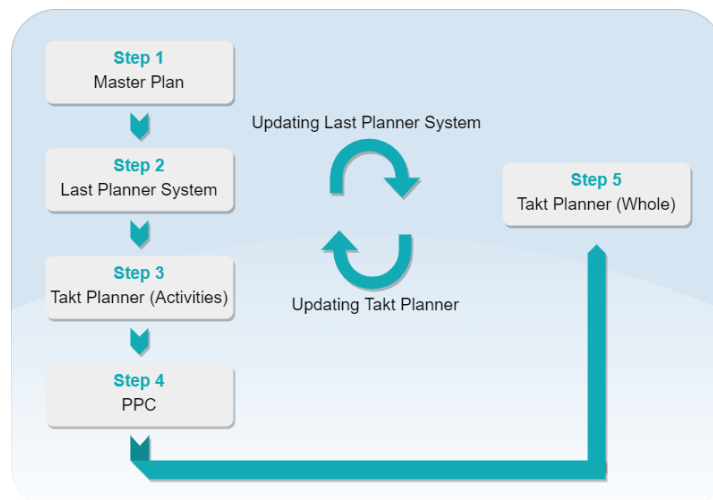 Step 1
Master Plan
Step 2
Last Planner System
Step 3
Takt Planner (Activities)
Step 4
PPC
Updating Last Planner System
Updating Takt Planner
Step 5
Takt Planner (Whole)